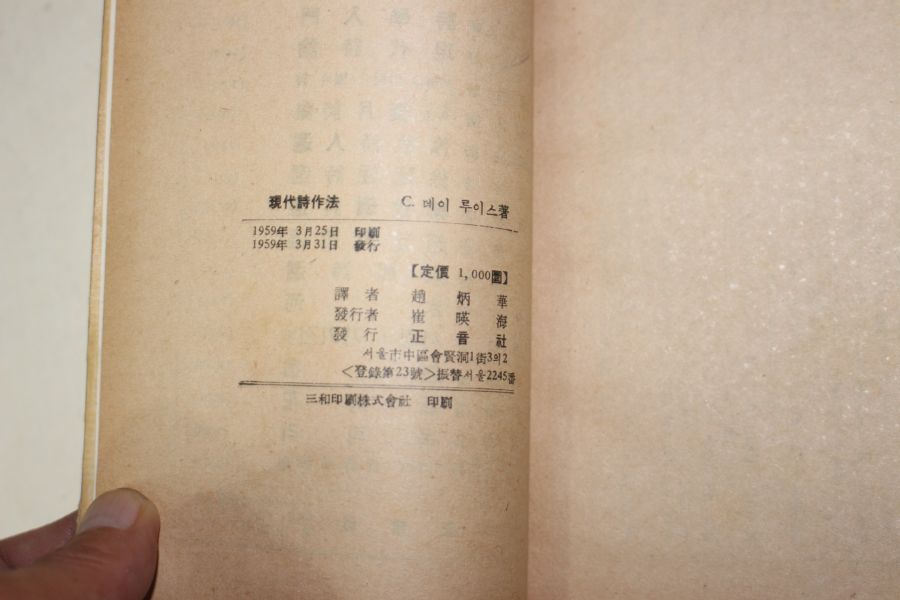 現代詩作法 C. 데이 루이스著
1959年 3月25日 印刷
1959年 3月31日 發行
【定價 1,000圜】
譯者 趙炳華
發行者 崔暎海
發行 正音社
서울市中區會賢洞1街3의2
<登錄第23號>振替서울2245番
三和印刷株式會社 印刷